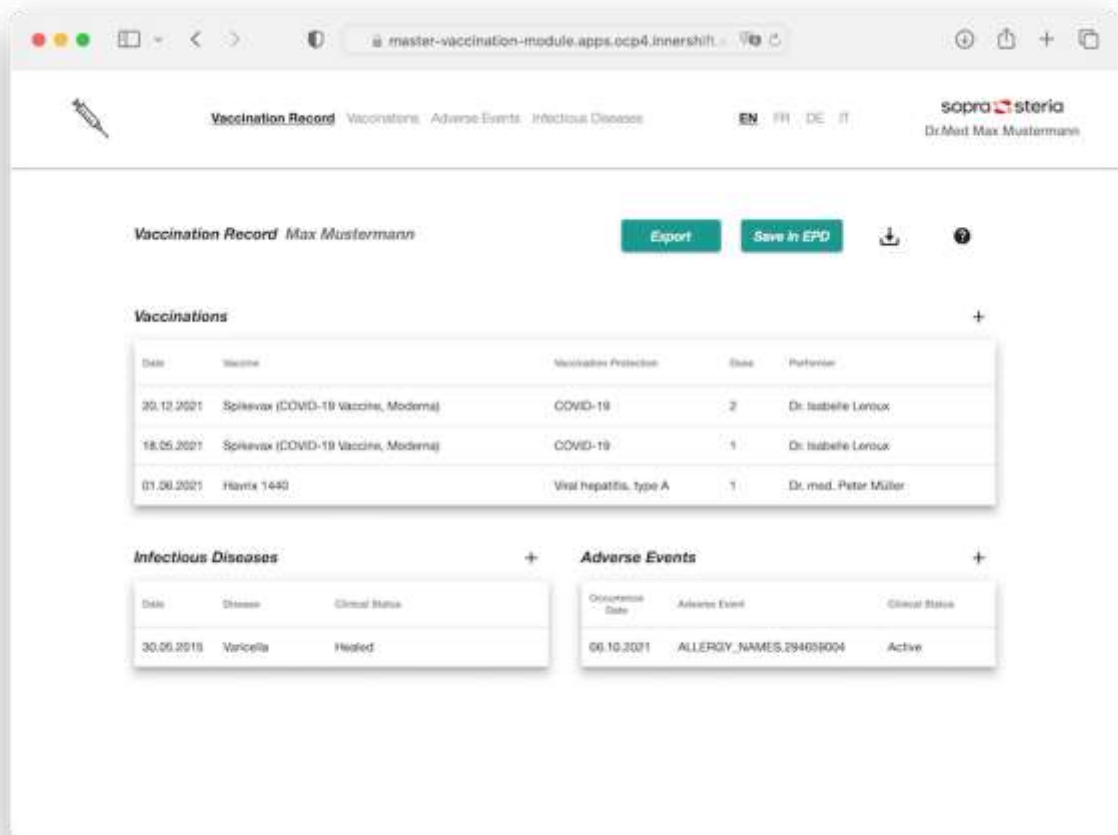 master-vaccination-module.apps.ocp4.innershift
Vaccination Record Vaccinations Adverse Events Infectious Diseases EN FR DE IT sopra steria
Dr.Med Max Mustermann
Vaccination Record Max Mustermann Export Save in EPD
Vaccinations +
Date Vaccine Vaccination Protection Dose Performer
20.12.2021 Spikevax (COVID-19 Vaccine, Moderna) COVID-19 2 Dr. Isabelle Leroux
18.05.2021 Spikevax (COVID-19 Vaccine, Moderna) COVID-19 1 Dr. Isabelle Leroux
01.06.2021 Havrix 1440 Viral hepatitis, type A 1 Dr. med. Peter Müller
Infectious Diseases + Adverse Events +
Date Disease Clinical Status Occurrence Date Adverse Event Clinical Status
Varicella Healed 06.10.2021 Active